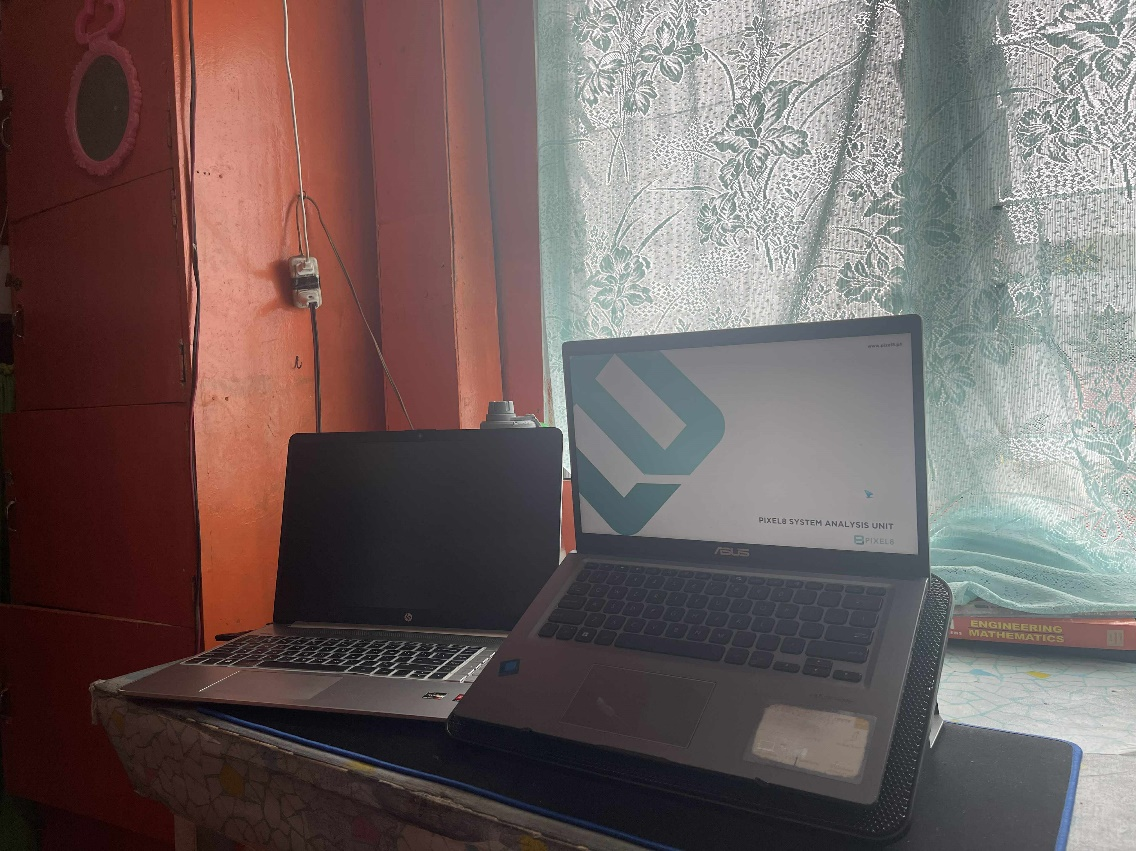 PIXEL8 SYSTEM ANALYSIS UNIT
PIXEL8
ASUS
hp
ENGINEERING
MATHEMATICS